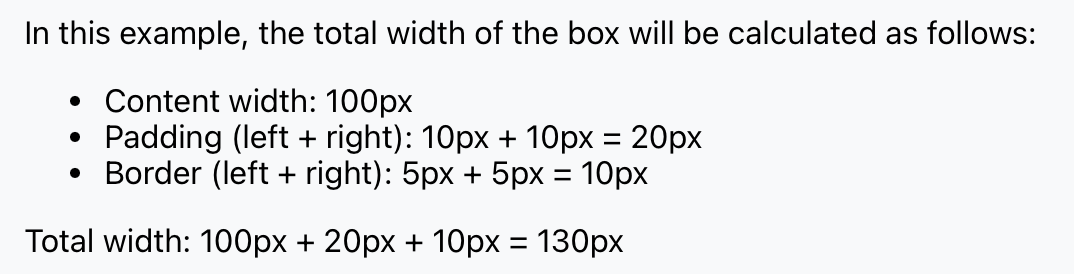 In this example, the total width of the box will be calculated as follows:
• Content width: 100px
• Padding (left + right): 10px + 10px = 20px
• Border (left + right): 5px + 5px = 10px
Total width: 100px + 20px + 10px = 130px